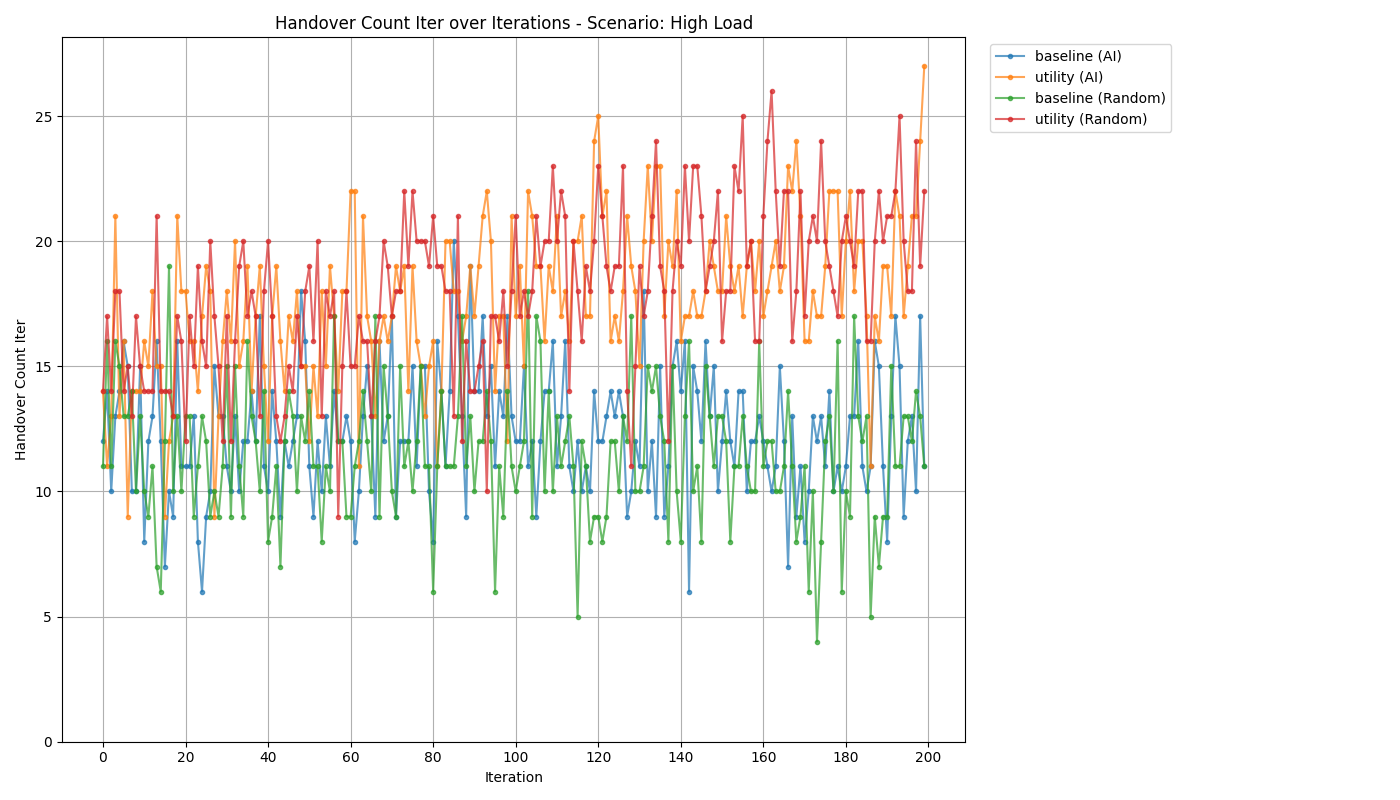 Handover Count Iter over Iterations - Scenario: High Load
baseline (AI)
utility (AI)
baseline (Random)
utility (Random)
Handover Count Iter
25
20
15
10
5
0
0 20 40 60 80 100 120 140 160 180 200
Iteration